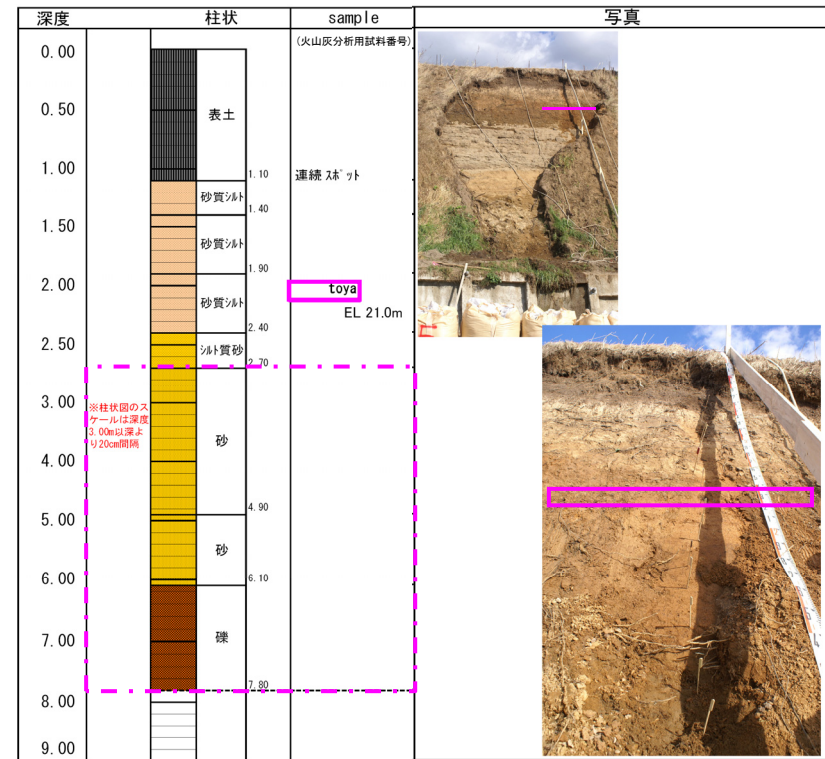 深度 柱状 sample 写真
(火山灰分析用試料番号)
0.00
0.50
表土
1.00
1.10
連続 ｽﾎﾟｯﾄ
砂質ｼﾙﾄ
1.40
1.50
砂質ｼﾙﾄ
1.90
2.00
toya
砂質ｼﾙﾄ
EL 21.0m
2.40
2.50
ｼﾙﾄ質砂
2.70
3.00
※柱状図のス
ケールは深度
3.00m以深よ
り20cm間隔
砂
4.00
4.90
5.00
砂
6.00
6.10
礫
7.00
7.80
8.00
9.00